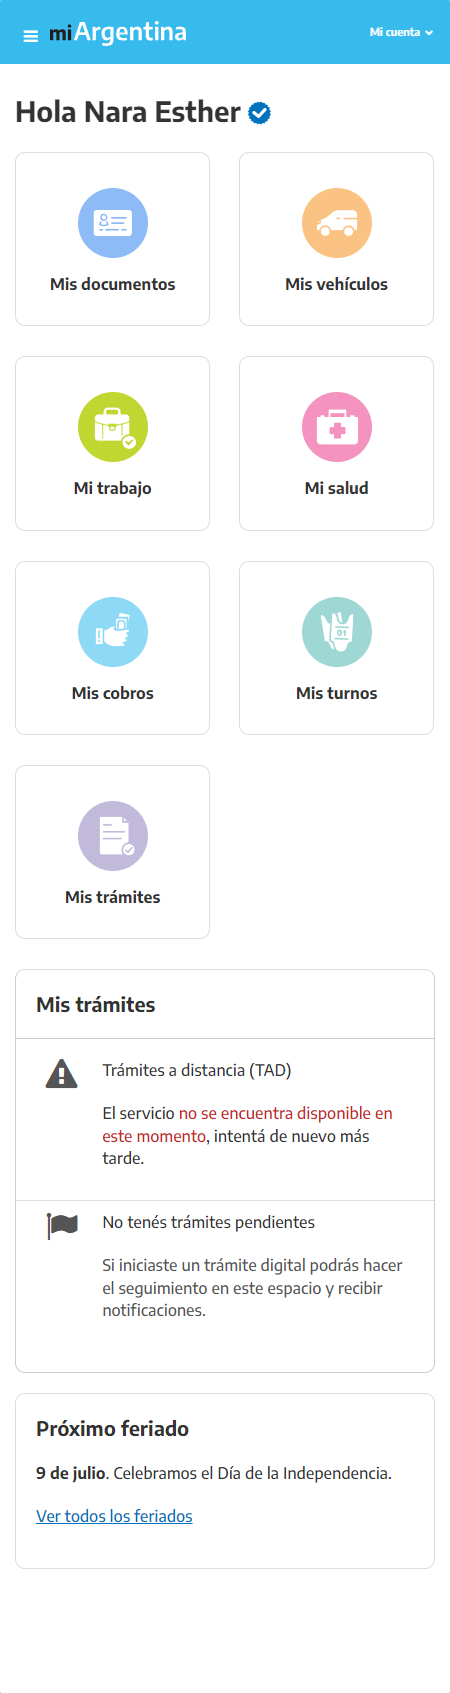 miArgentina
Mi cuenta
Hola Nara Esther
Mis documentos
Mis vehículos
Mi trabajo
Mi salud
Mis cobros
01
Mis turnos
Mis trámites
Mis trámites
Trámites a distancia (TAD)
El servicio no se encuentra disponible en
este momento, intentá de nuevo más
tarde.
No tenés trámites pendientes
Si iniciaste un trámite digital podrás hacer
el seguimiento en este espacio y recibir
notificaciones.
Próximo feriado
9 de julio. Celebramos el Día de la Independencia.
Ver todos los feriados